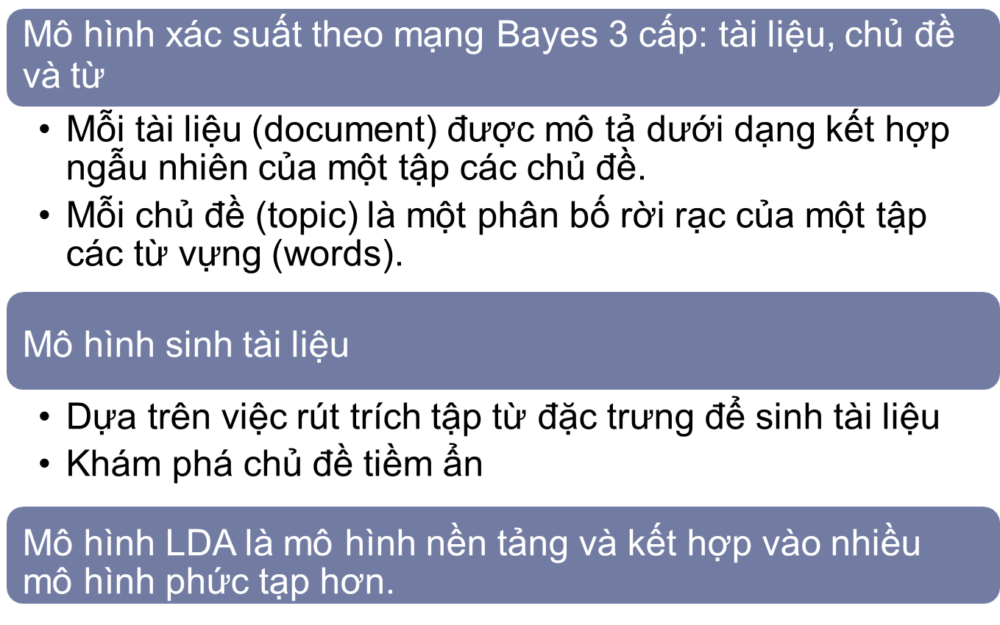 Mô hình xác suất theo mạng Bayes 3 cấp: tài liệu, chủ đề
và từ
• Mỗi tài liệu (document) được mô tả dưới dạng kết hợp
ngẫu nhiên của một tập các chủ đề.
• Mỗi chủ đề (topic) là một phân bố rời rạc của một tập
các từ vựng (words).
Mô hình sinh tài liệu
• Dựa trên việc rút trích tập từ đặc trưng để sinh tài liệu
• Khám phá chủ đề tiềm ẩn
Mô hình LDA là mô hình nền tảng và kết hợp vào nhiều
mô hình phức tạp hơn.